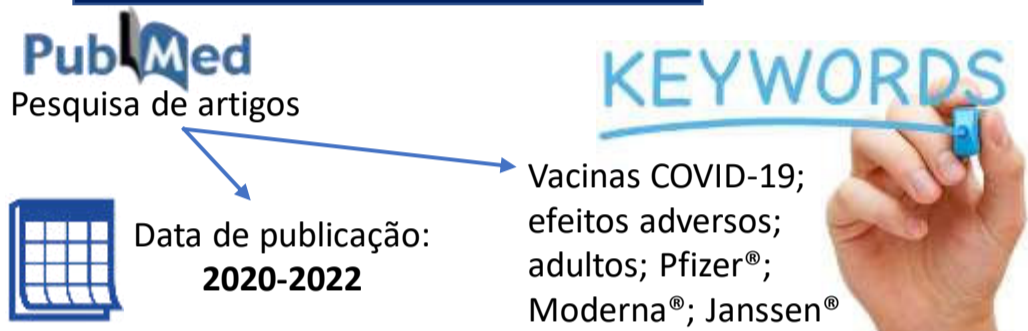 PubMed
Pesquisa de artigos
KEYWORDS
Vacinas COVID-19;
efeitos adversos;
adultos; Pfizer®;
Moderna®; Janssen®
Data de publicação:
2020-2022